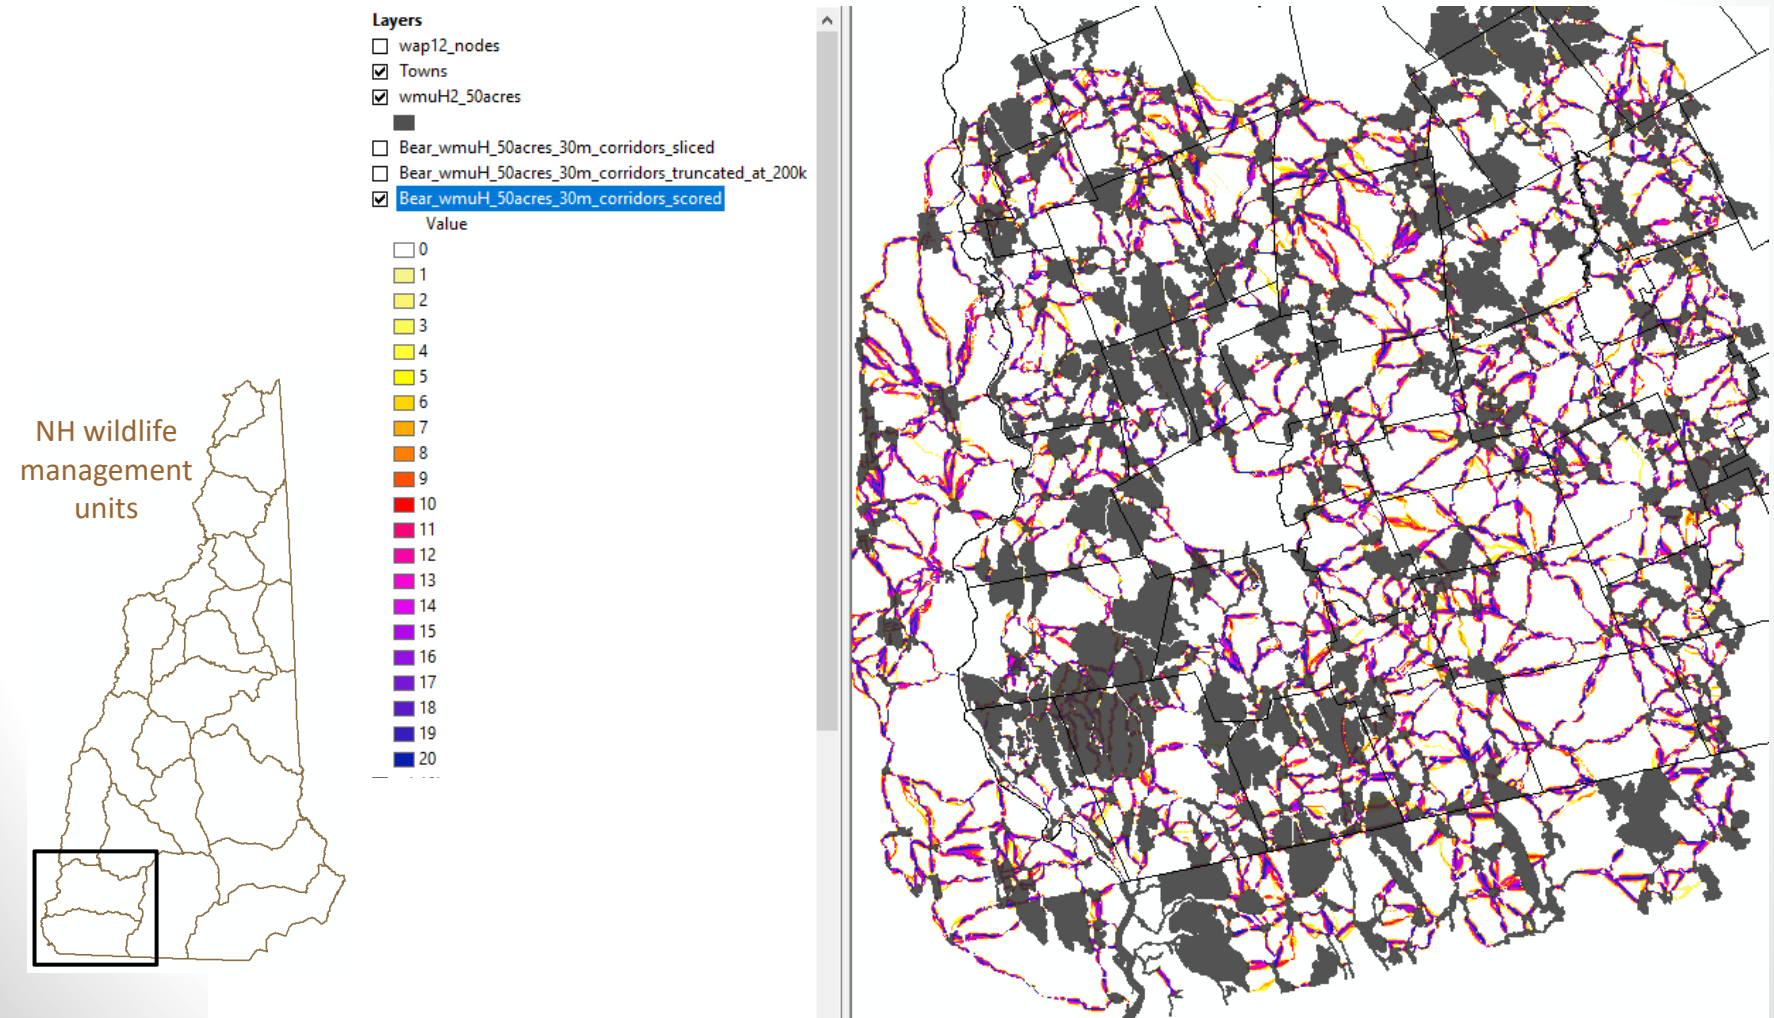 NH wildlife
management
units
Layers
wap12_nodes
Towns
wmuH2_50acres
Bear_wmuH_50acres_30m_corridors_sliced
Bear_wmuH_50acres_30m_corridors_truncated_at_200k
Bear_wmuH_50acres_30m_corridors_scored
Value
0
1
2
3
4
5
6
7
8
9
10
11
12
13
14
15
16
17
18
19
20